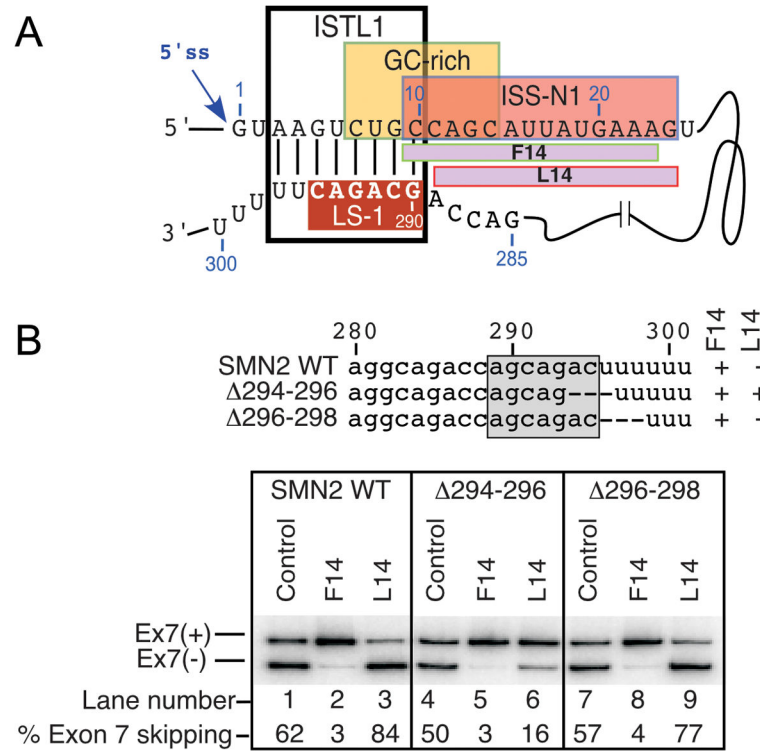 A
ISTL1
5'ss
GC-rich
1
10
ISS-N1
20
5'
GUAAGUCUGCCAGCAUUAUGAAAGU
F14
L14
3'
UUUUUCAGACGACCAG
LS-1
290
300
285
B
280 290 300 F14 L14
SMN2 WT aggcagaccagcagacuuuuuu + -
Δ294-296 aggcagaccagcag---uuuuu + +
Δ296-298 aggcagaccagcagac---uuu + -
SMN2 WT Δ294-296 Δ296-298
Control F14 L14 Control F14 L14 Control F14 L14
Ex7(+)
Ex7(-)
Lane number 1 2 3 4 5 6 7 8 9
% Exon 7 skipping 62 3 84 50 3 16 57 4 77